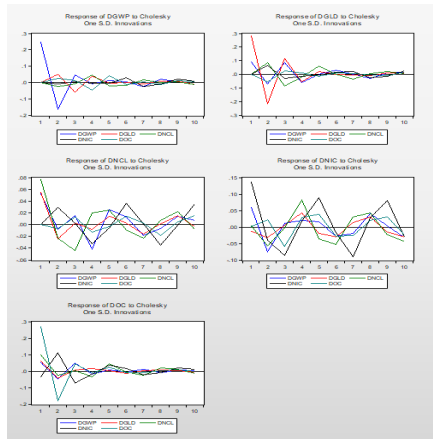 Response of DGWP to Cholesky
One S.D. Innovations
.3
.2
.1
.0
-.1
-.2
1 2 3 4 5 6 7 8 9 10
DGWP DGLD DNCL
DNIC DOC
Response of DGLD to Cholesky
One S.D. Innovations
.3
.2
.1
.0
-.1
-.2
-.3
1 2 3 4 5 6 7 8 9 10
DGWP DGLD DNCL
DNIC DOC
Response of DNCL to Cholesky
One S.D. Innovations
.08
.06
.04
.02
.00
-.02
-.04
-.06
1 2 3 4 5 6 7 8 9 10
DGWP DGLD DNCL
DNIC DOC
Response of DNIC to Cholesky
One S.D. Innovations
.15
.10
.05
.00
-.05
-.10
1 2 3 4 5 6 7 8 9 10
DGWP DGLD DNCL
DNIC DOC
Response of DOC to Cholesky
One S.D. Innovations
.3
.2
.1
.0
-.1
-.2
1 2 3 4 5 6 7 8 9 10
DGWP DGLD DNCL
DNIC DOC